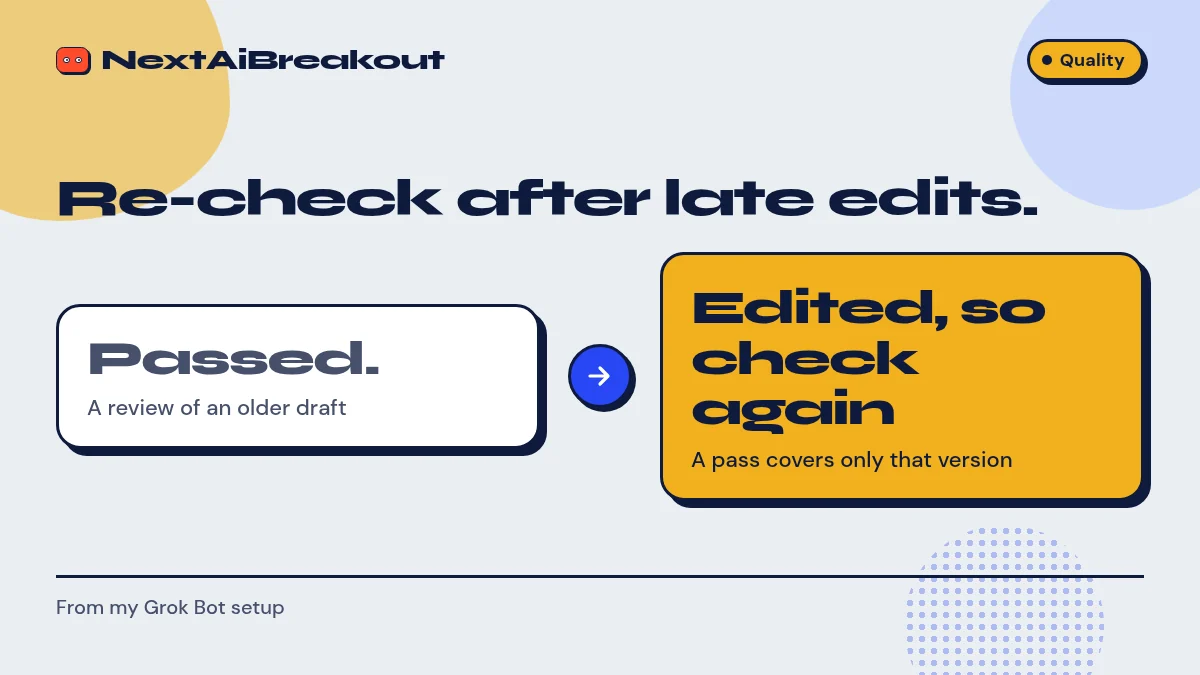 NextAiBreakout
Quality
Re-check after late edits.
Passed.
A review of an older draft
Edited, so
check
again
A pass covers only that version
From my Grok Bot setup